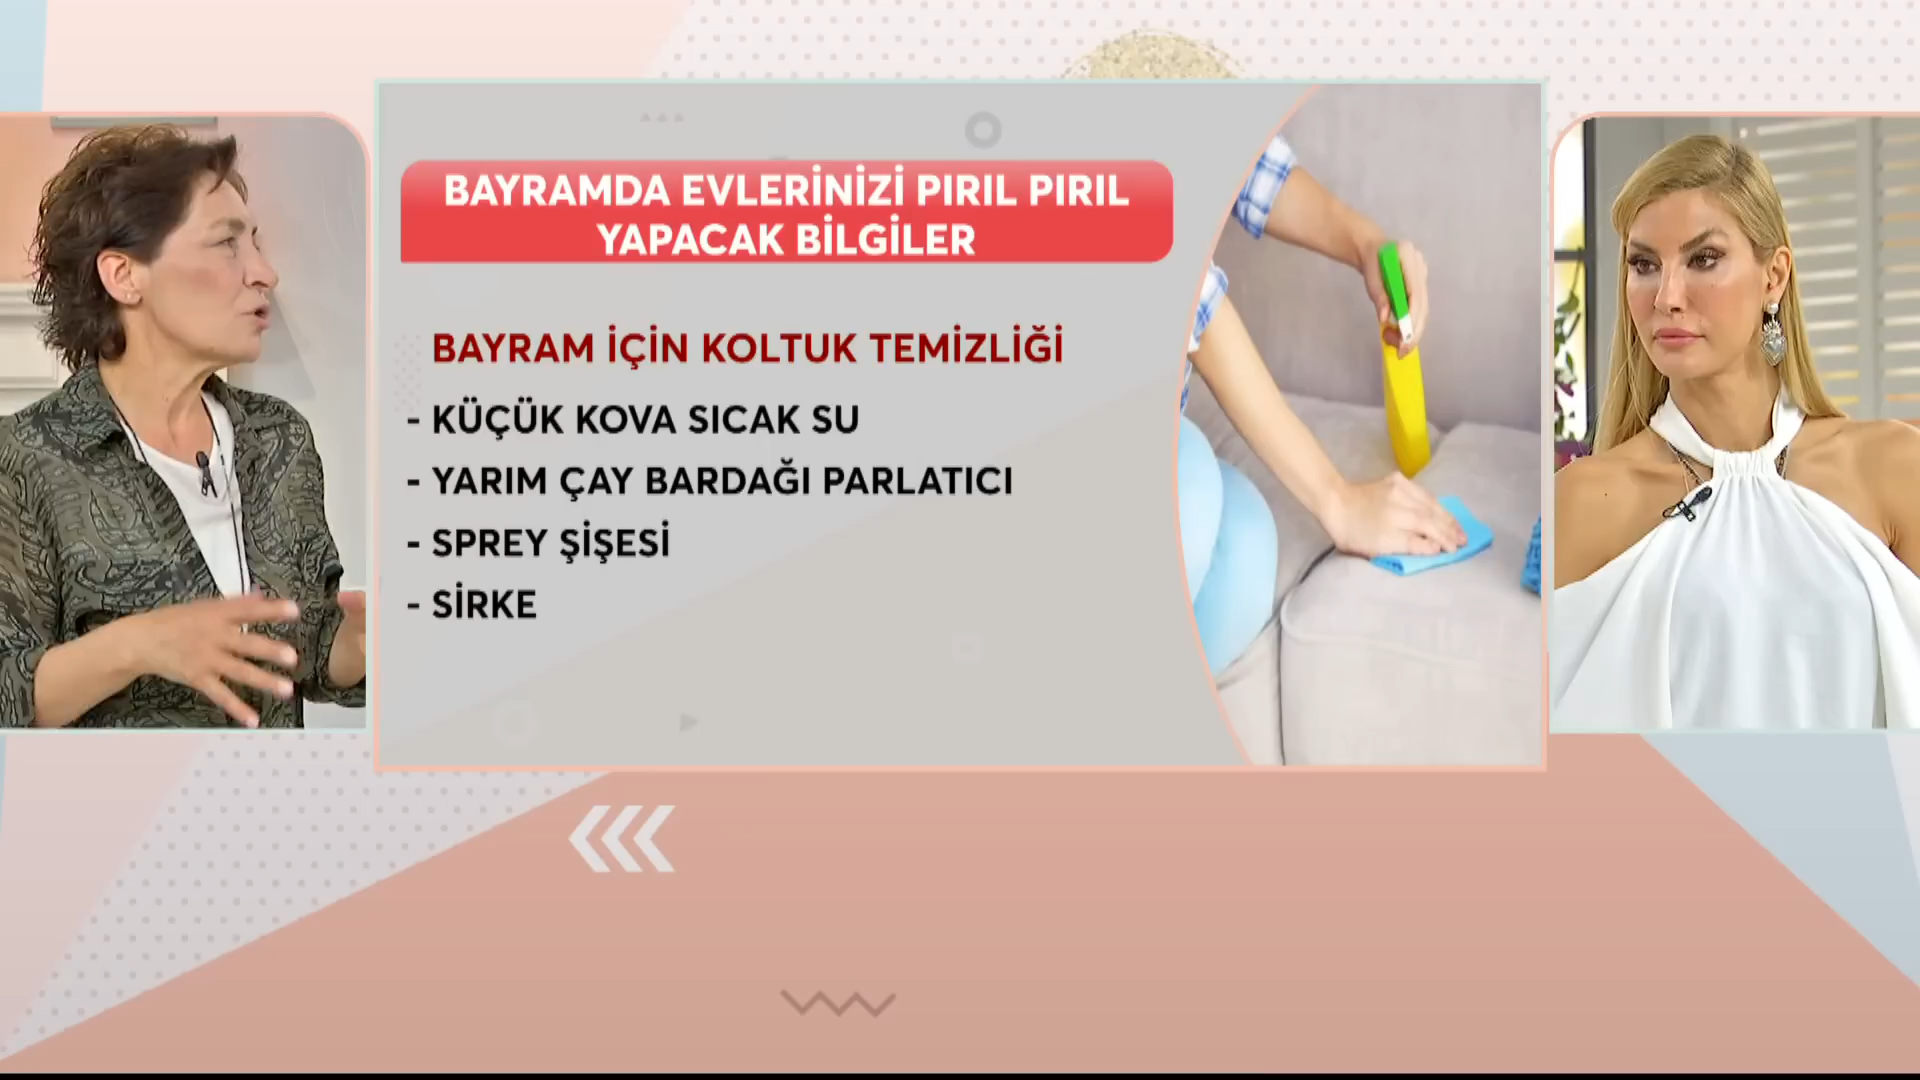 BAYRAMDA EVLERİNİZİ PIRIL PIRIL
YAPACAK BİLGİLER
BAYRAM İÇİN KOLTUK TEMİZLİĞİ
- KÜÇÜK KOVA SICAK SU
- YARIM ÇAY BARDAĞI PARLATICI
- SPREY ŞİŞESİ
- SİRKE